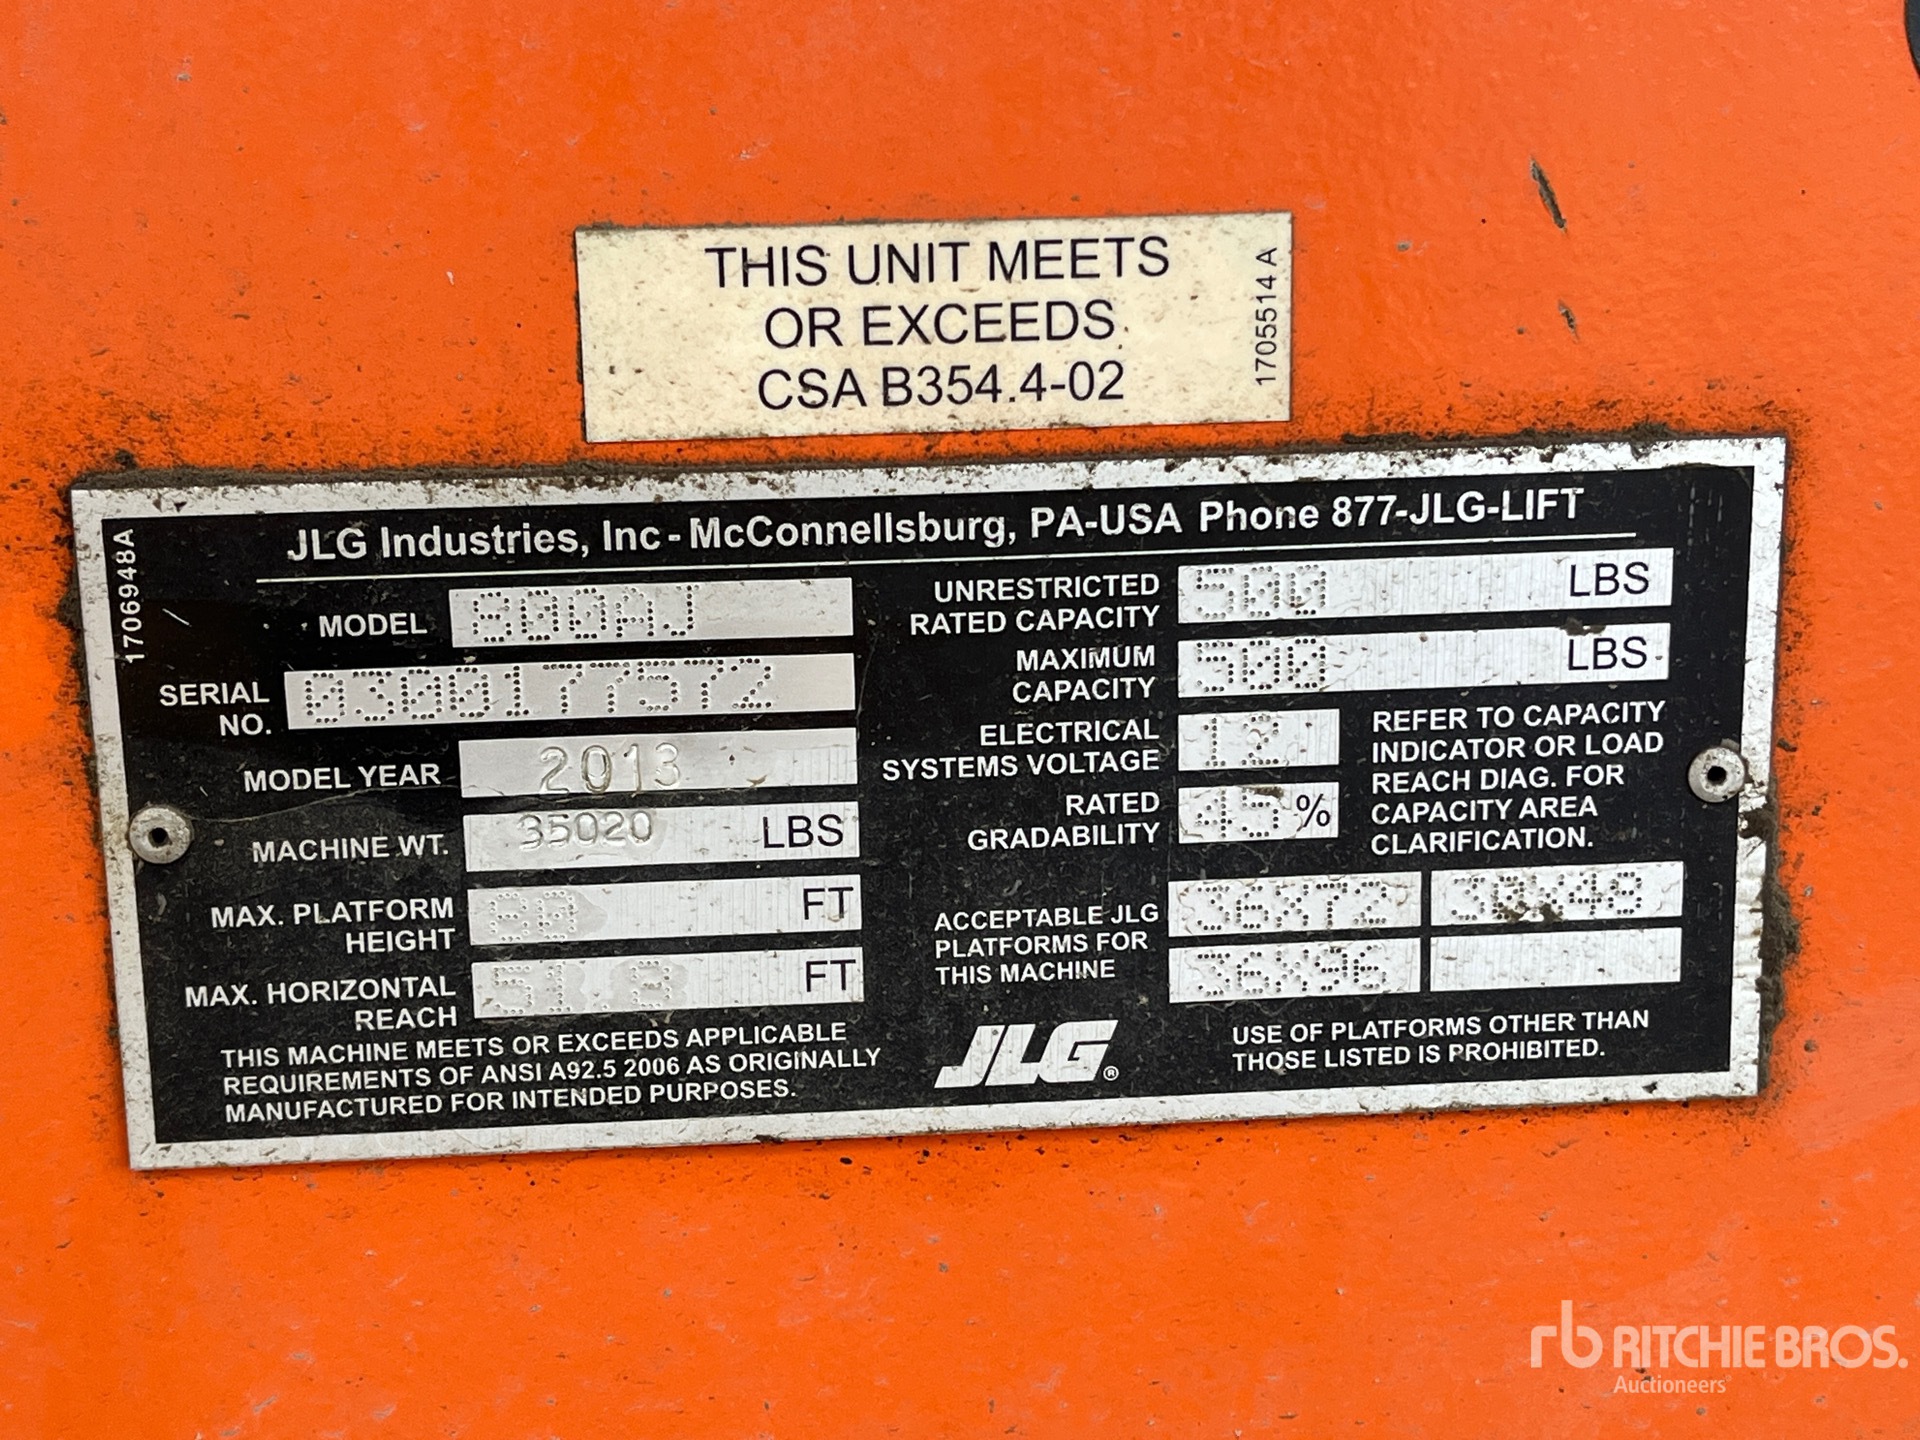 THIS UNIT MEETS
OR EXCEEDS
CSA B354.4-02
1705514 A
1706948A
JLG Industries, Inc - McConnellsburg, PA-USA Phone 877-JLG-LIFT
MODEL 800AJ
SERIAL NO. 0300177572
MODEL YEAR 2013
MACHINE WT. 35020 LBS
MAX. PLATFORM
HEIGHT 80 FT
MAX. HORIZONTAL
REACH 51.8 FT
THIS MACHINE MEETS OR EXCEEDS APPLICABLE
REQUIREMENTS OF ANSI A92.5 2006 AS ORIGINALLY
MANUFACTURED FOR INTENDED PURPOSES.
UNRESTRICTED
RATED CAPACITY 500 LBS
MAXIMUM
CAPACITY 500 LBS
ELECTRICAL
SYSTEMS VOLTAGE 12
RATED
GRADABILITY 45%
REFER TO CAPACITY
INDICATOR OR LOAD
REACH DIAG. FOR
CAPACITY AREA
CLARIFICATION.
ACCEPTABLE JLG
PLATFORMS FOR
THIS MACHINE
36X72 30X48
36X96
JLG®
USE OF PLATFORMS OTHER THAN
THOSE LISTED IS PROHIBITED.
rb RITCHIE BROS.
Auctioneers